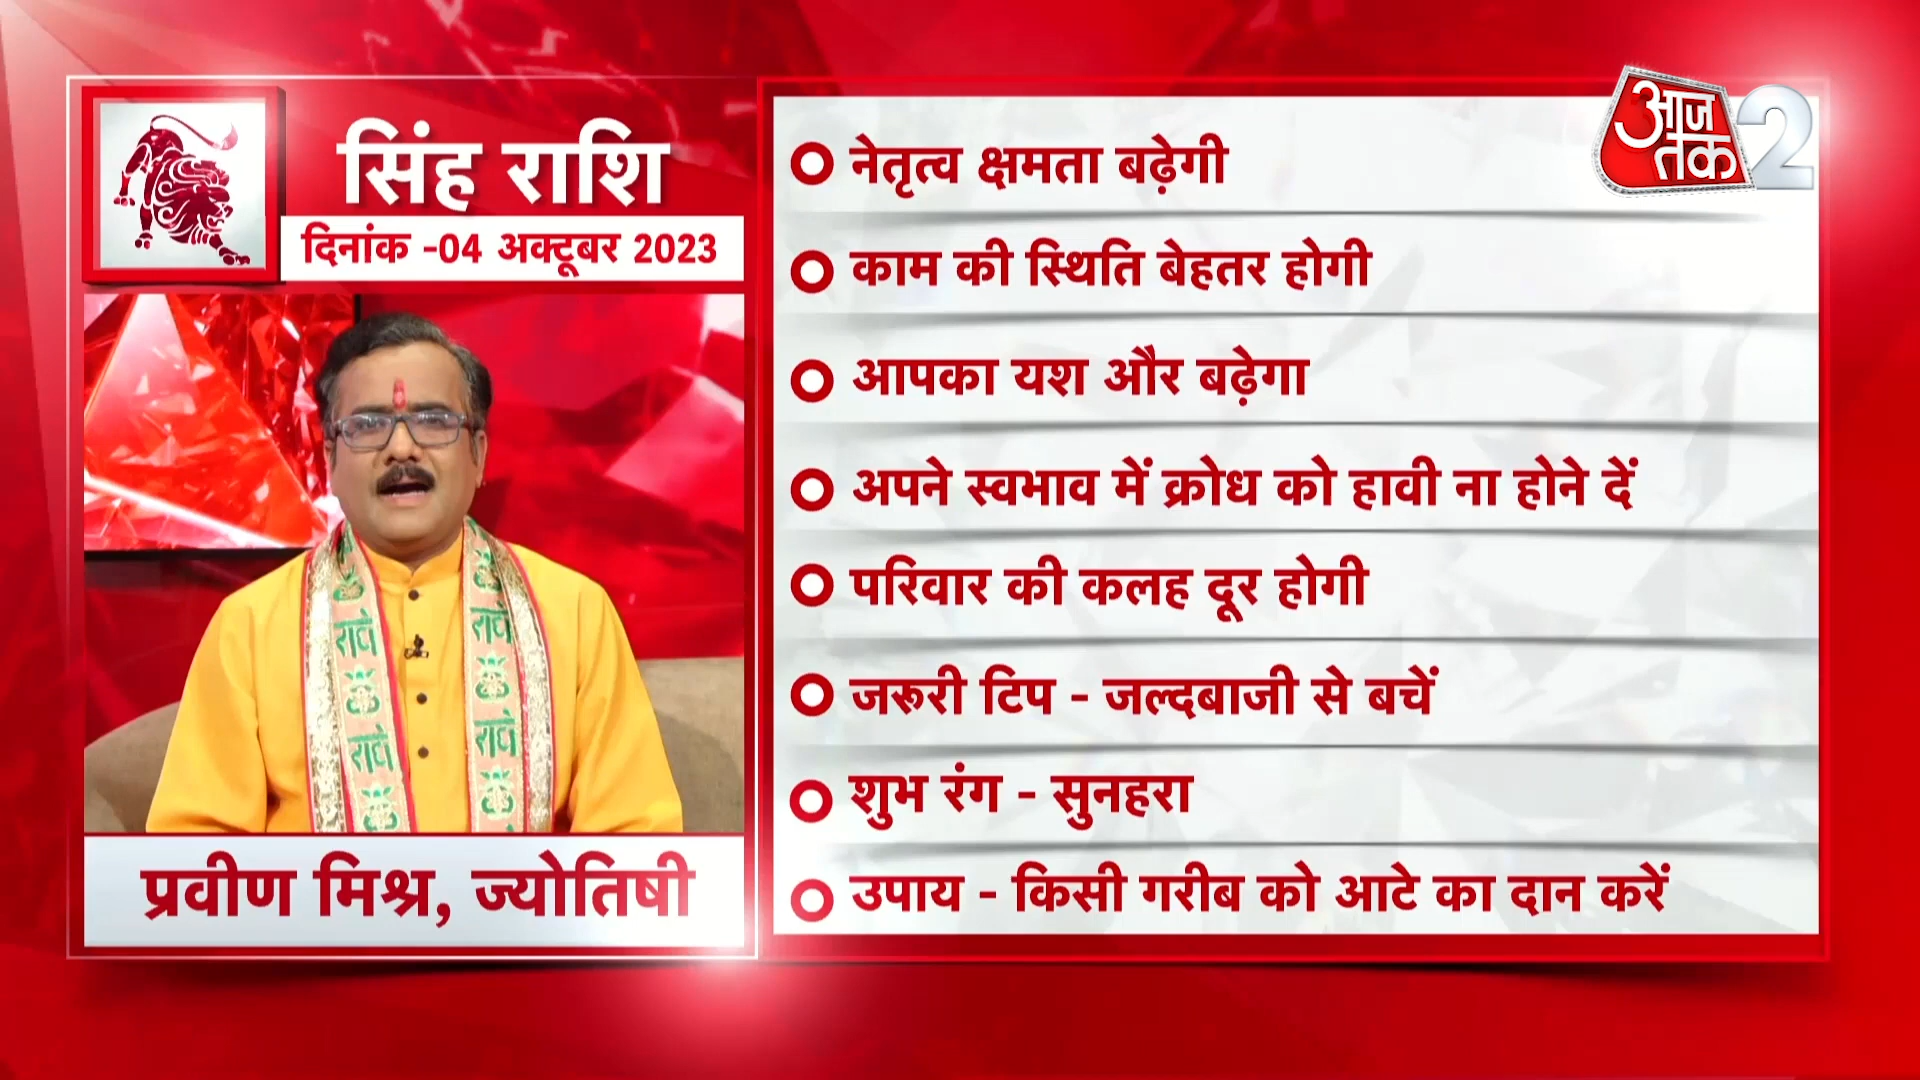 सिंह राशि
दिनांक -04 अक्टूबर 2023
राधे
राधे
राधे
राधे
प्रवीण मिश्र, ज्योतिषी
आज
तक 2
नेतृत्व क्षमता बढ़ेगी
काम की स्थिति बेहतर होगी
आपका यश और बढ़ेगा
अपने स्वभाव में क्रोध को हावी ना होने दें
परिवार की कलह दूर होगी
जरूरी टिप - जल्दबाजी से बचें
शुभ रंग - सुनहरा
उपाय - किसी गरीब को आटे का दान करें